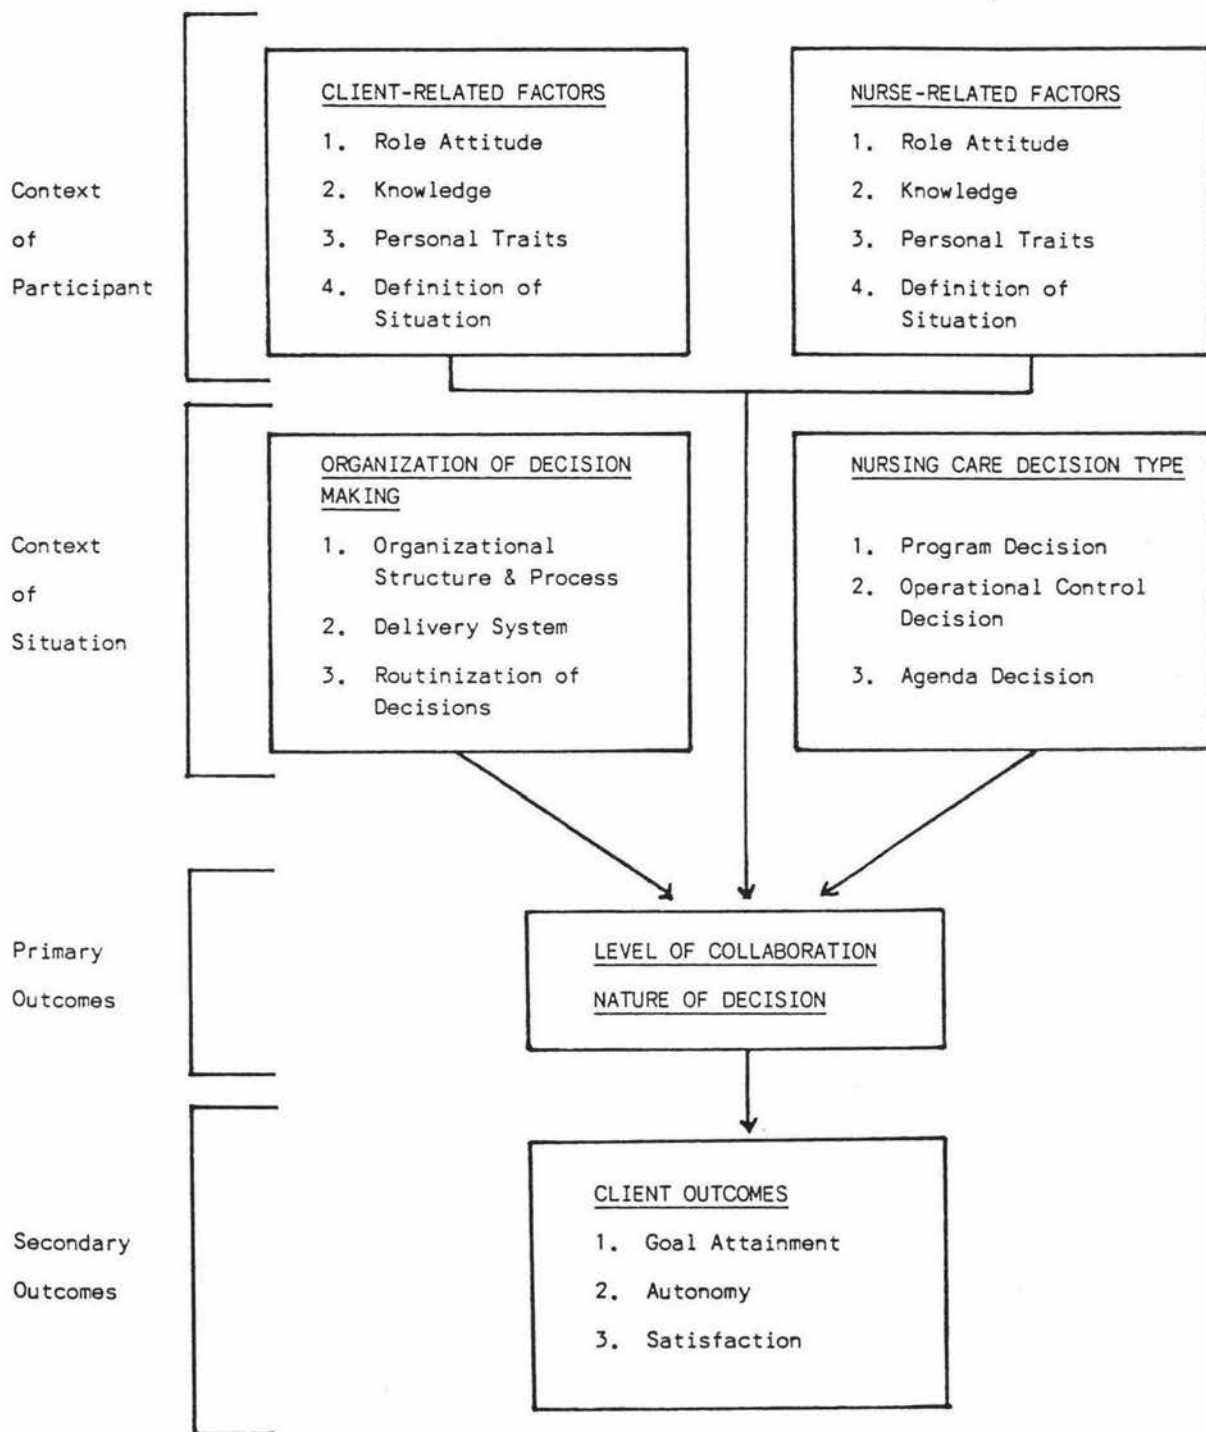 CLIENT-RELATED FACTORS
1. Role Attitude
2. Knowledge
3. Personal Traits
4. Definition of
Situation
NURSE-RELATED FACTORS
1. Role Attitude
2. Knowledge
3. Personal Traits
4. Definition of
Situation
Context
of
Participant
ORGANIZATION OF DECISION
MAKING
1. Organizational
Structure & Process
2. Delivery System
3. Routinization of
Decisions
NURSING CARE DECISION TYPE
1. Program Decision
2. Operational Control
Decision
3. Agenda Decision
Context
of
Situation
Primary
Outcomes
LEVEL OF COLLABORATION
NATURE OF DECISION
Secondary
Outcomes
CLIENT OUTCOMES
1. Goal Attainment
2. Autonomy
3. Satisfaction